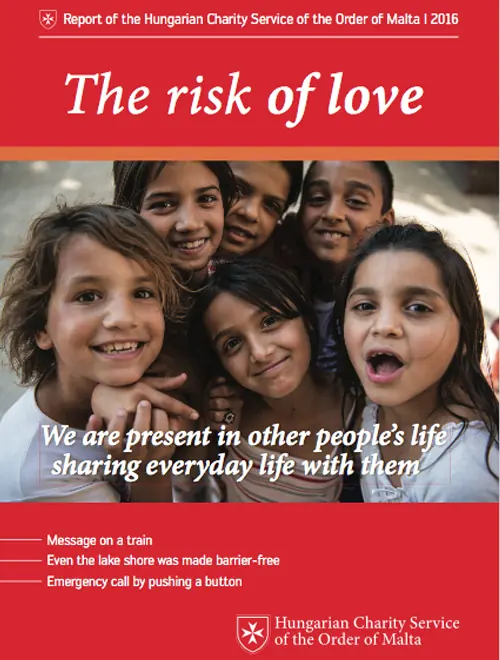 Report of the Hungarian Charity Service of the Order of Malta | 2016
The risk of love
We are present in other people's life
sharing everyday life with them
Message on a train
Even the lake shore was made barrier-free
Emergency call by pushing a button
Hungarian Charity Service
of the Order of Malta